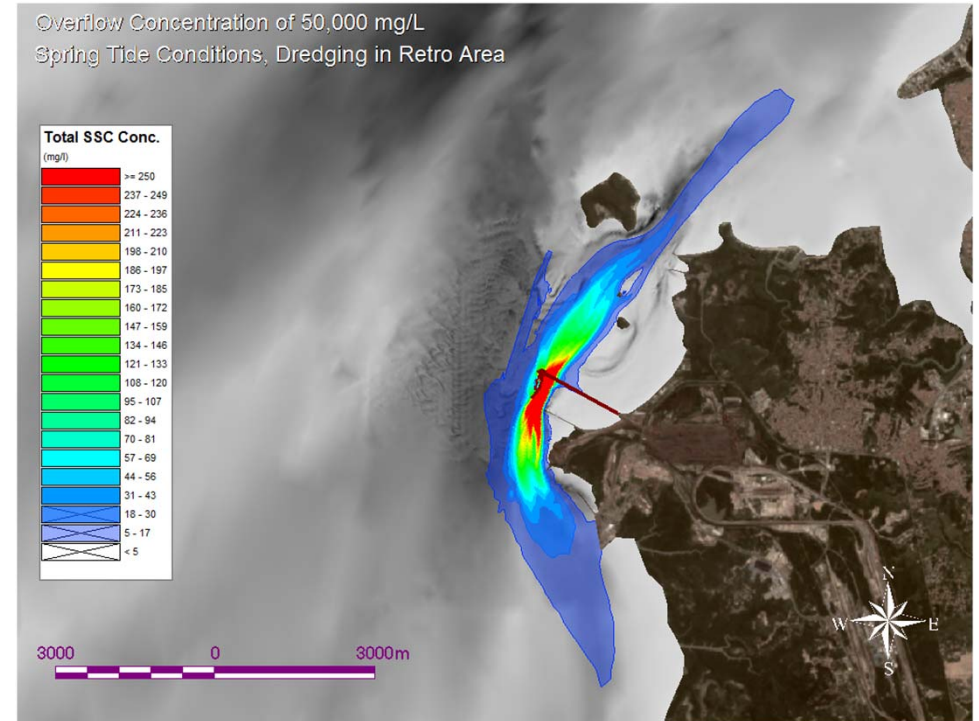 Overflow Concentration of 50,000 mg/L
Spring Tide Conditions, Dredging in Retro Area
Total SSC Conc.
(mg/l)
>= 250
237 - 249
224 - 236
211 - 223
198 - 210
186 - 197
173 - 185
160 - 172
147 - 159
134 - 146
121 - 133
108 - 120
95 - 107
82 - 94
70 - 81
57 - 69
44 - 56
31 - 43
18 - 30
5 - 17
< 5
N
W E
S
3000 0 3000m